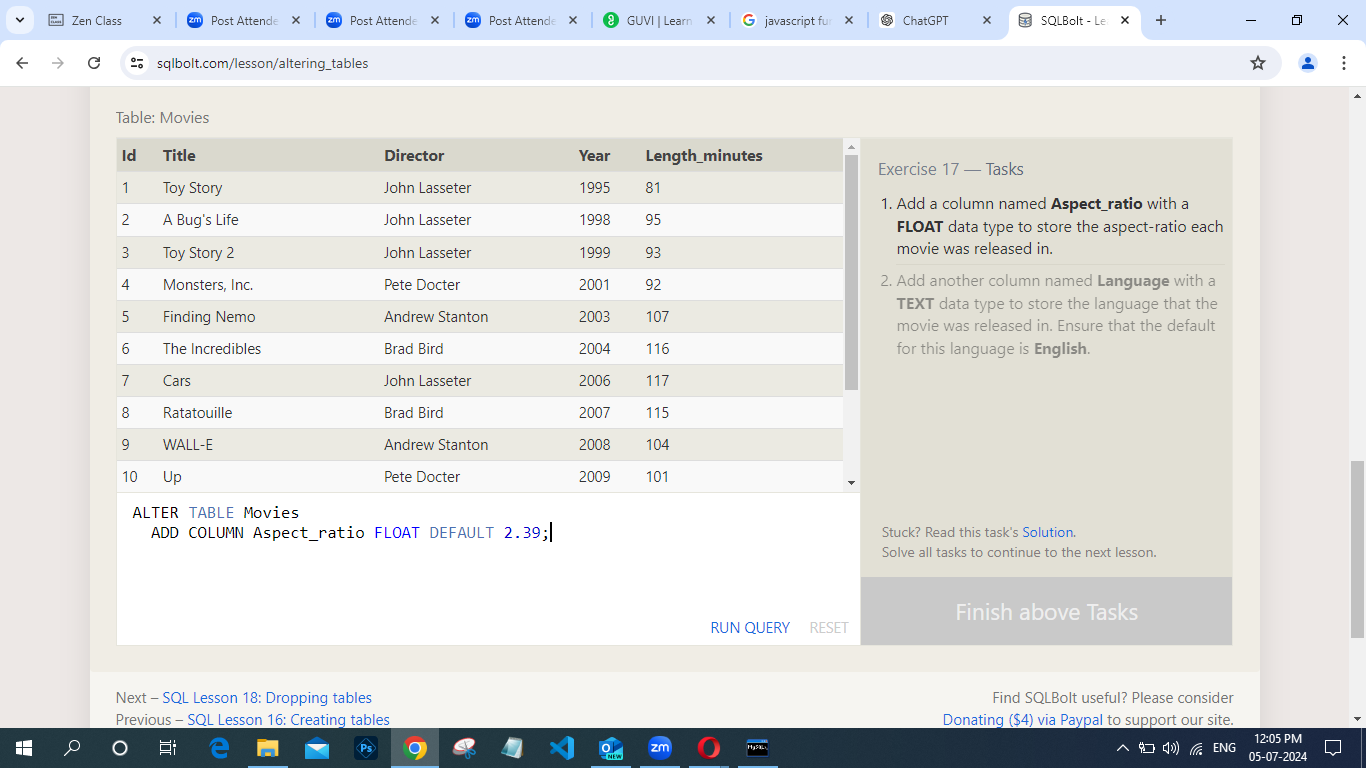 Zen Class
Post Attende
Post Attende
Post Attende
GUVI | Learn
javascript fun
ChatGPT
SQLBolt - Le
sqlbolt.com/lesson/altering_tables
Table: Movies
Id Title Director Year Length_minutes
1 Toy Story John Lasseter 1995 81
2 A Bug's Life John Lasseter 1998 95
3 Toy Story 2 John Lasseter 1999 93
4 Monsters, Inc. Pete Docter 2001 92
5 Finding Nemo Andrew Stanton 2003 107
6 The Incredibles Brad Bird 2004 116
7 Cars John Lasseter 2006 117
8 Ratatouille Brad Bird 2007 115
9 WALL-E Andrew Stanton 2008 104
10 Up Pete Docter 2009 101
ALTER TABLE Movies
ADD COLUMN Aspect_ratio FLOAT DEFAULT 2.39;
RUN QUERY RESET
Exercise 17 — Tasks
1. Add a column named Aspect_ratio with a
FLOAT data type to store the aspect-ratio each
movie was released in.
2. Add another column named Language with a
TEXT data type to store the language that the
movie was released in. Ensure that the default
for this language is English.
Stuck? Read this task's Solution.
Solve all tasks to continue to the next lesson.
Finish above Tasks
Next – SQL Lesson 18: Dropping tables
Previous – SQL Lesson 16: Creating tables
Find SQLBolt useful? Please consider
Donating ($4) via Paypal to support our site.
ENG
12:05 PM
05-07-2024